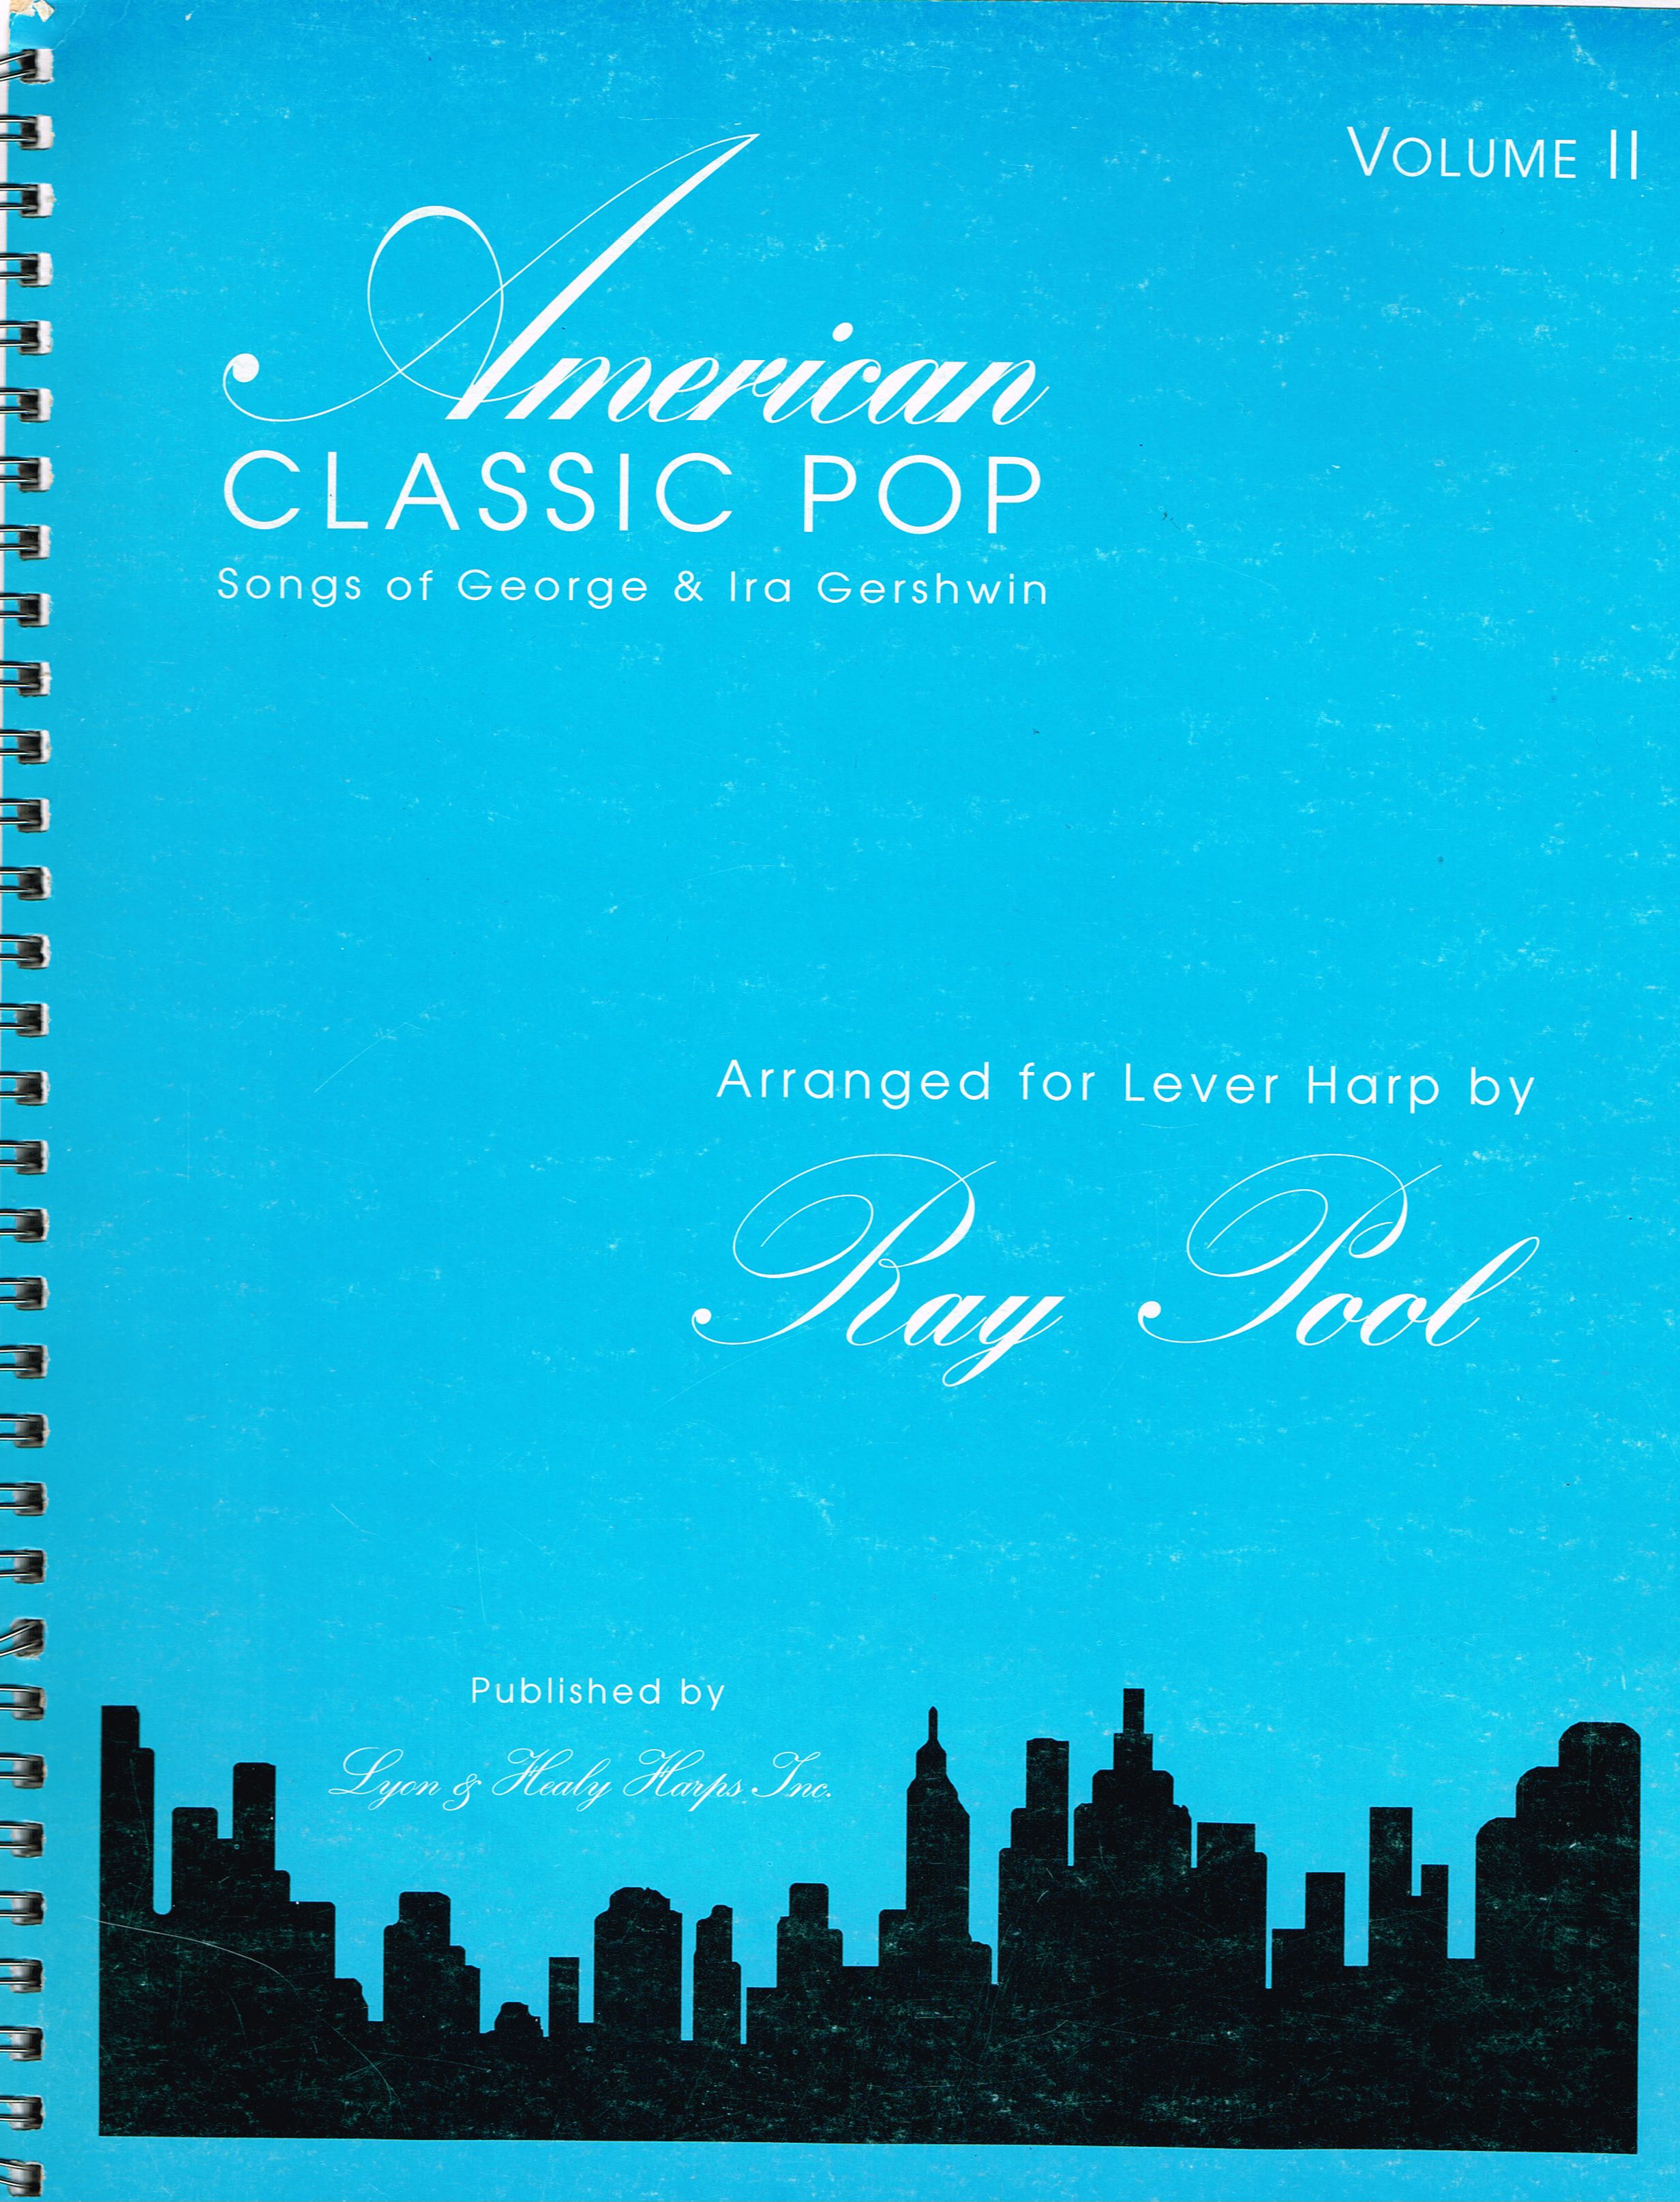 VOLUME II
American
CLASSIC POP
Songs of George & Ira Gershwin
Arranged for Lever Harp by
Ray Pool
Published by
Lyon & Healy Harps Inc.